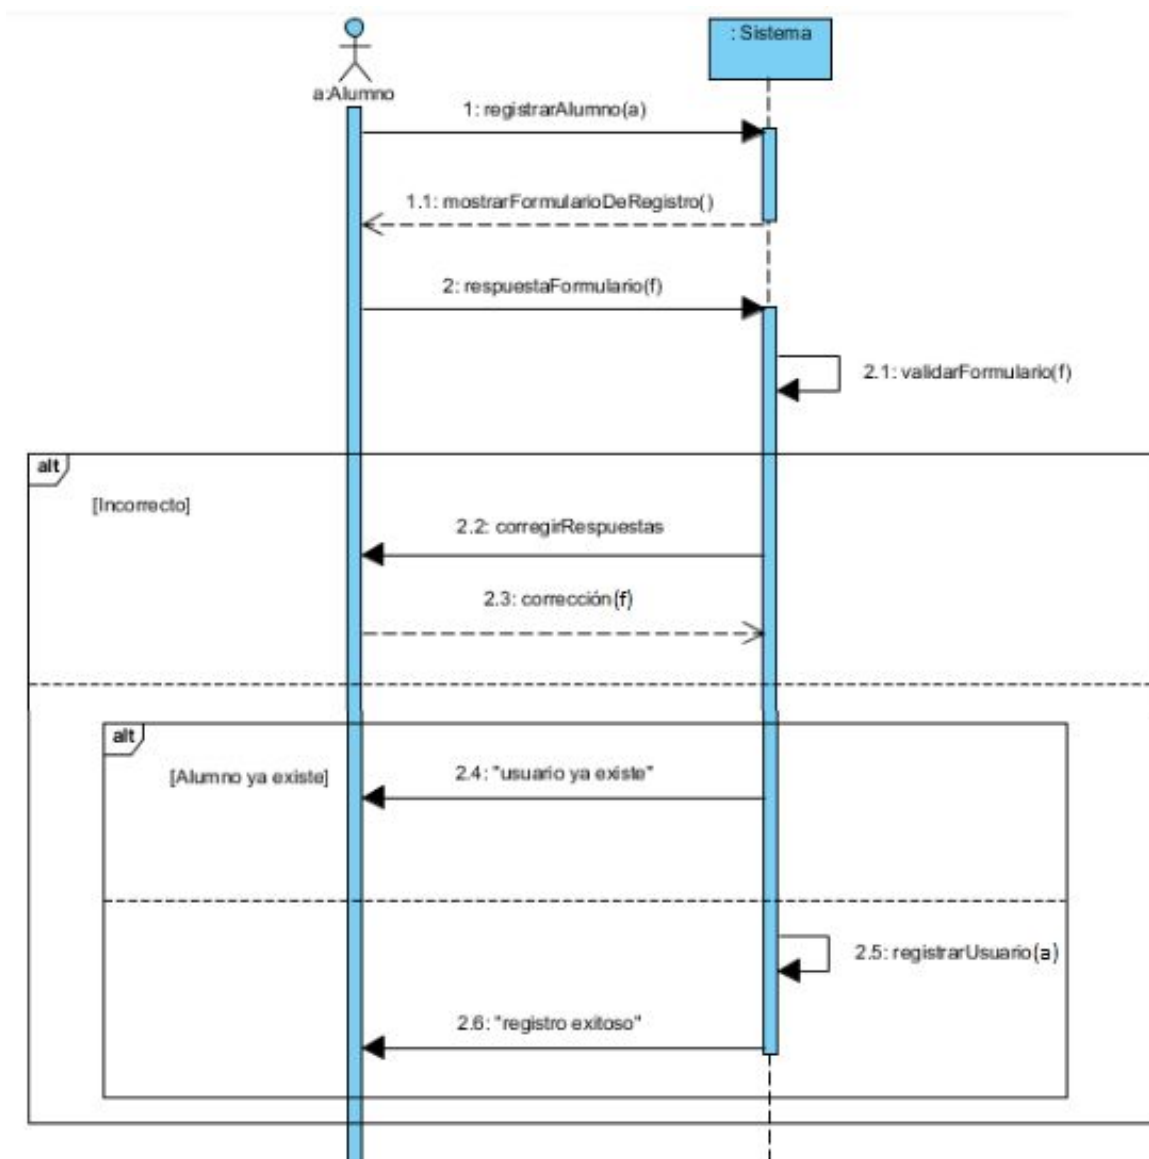 : Sistema
a:Alumno
1: registrarAlumno(a)
1.1: mostrarFormularioDeRegistro()
2: respuestaFormulario(f)
2.1: validarFormulario(f)
alt
[Incorrecto]
2.2: corregirRespuestas
2.3: corrección(f)
alt
[Alumno ya existe]
2.4: "usuario ya existe"
2.5: registrarUsuario(a)
2.6: "registro exitoso"